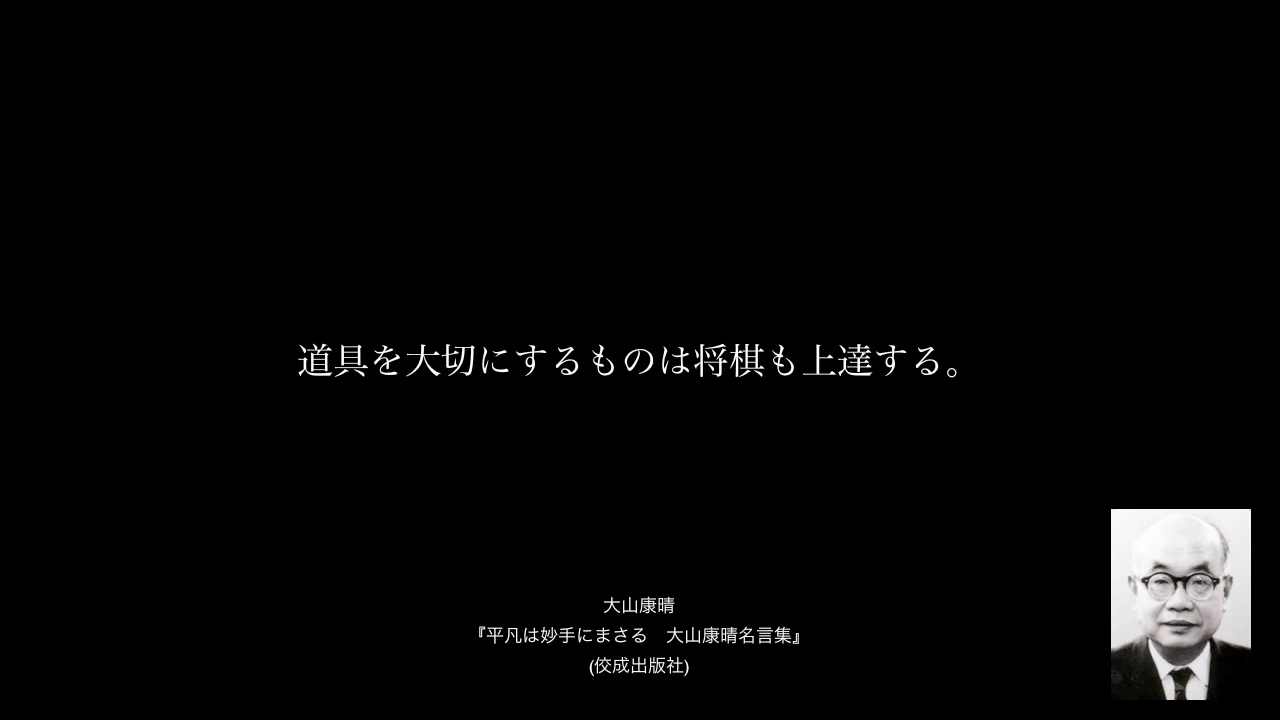 道具を大切にするものは将棋も上達する。
大山康晴
『平凡は妙手にまさる　大山康晴名言集』
(佼成出版社)